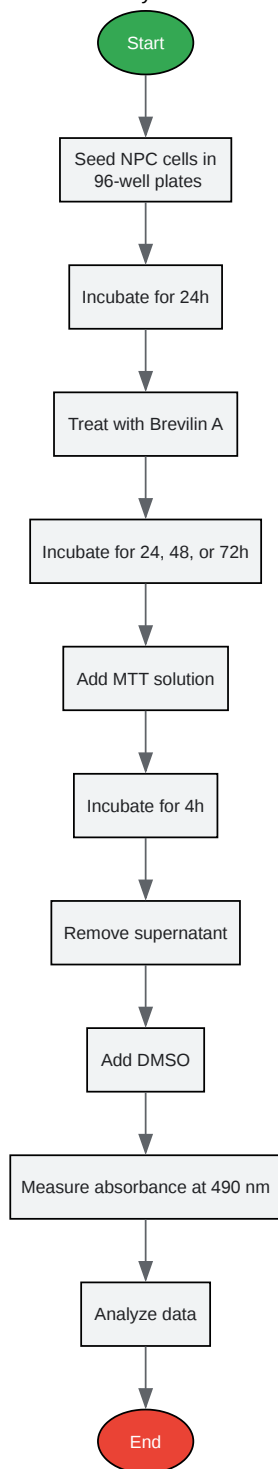 Start
Seed NPC cells in
96-well plates
Incubate for 24h
Treat with Brevilin A
Incubate for 24, 48, or 72h
Add MTT solution
Incubate for 4h
Remove supernatant
Add DMSO
Measure absorbance at 490 nm
Analyze data
End